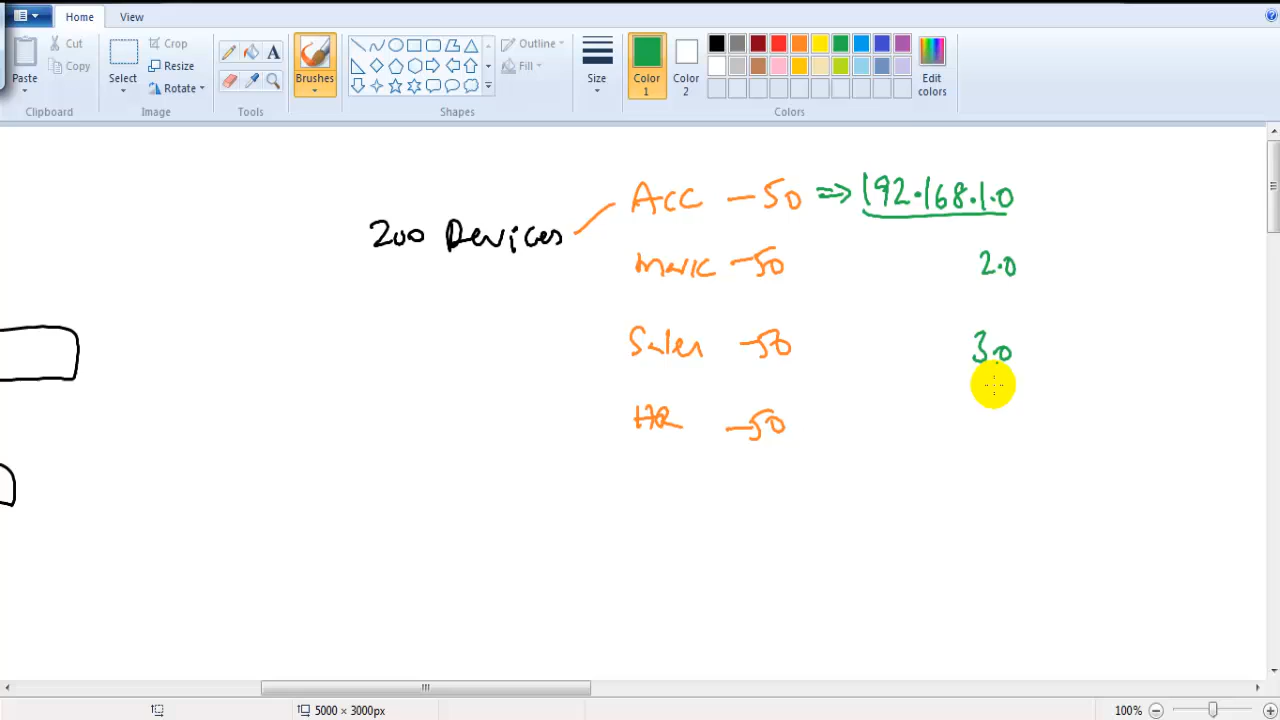 Home View
Paste Cut Copy Clipboard
Select Crop Resize Rotate Image
A Tools
Brushes
Outline Fill Shapes
Size
Color 1
Color 2
Edit colors
Colors
200 Devices
Acc - 50 => 192.168.1.0
Mark - 50 2.0
Sales - 50 3.0
HR - 50
5000 × 3000px 100%